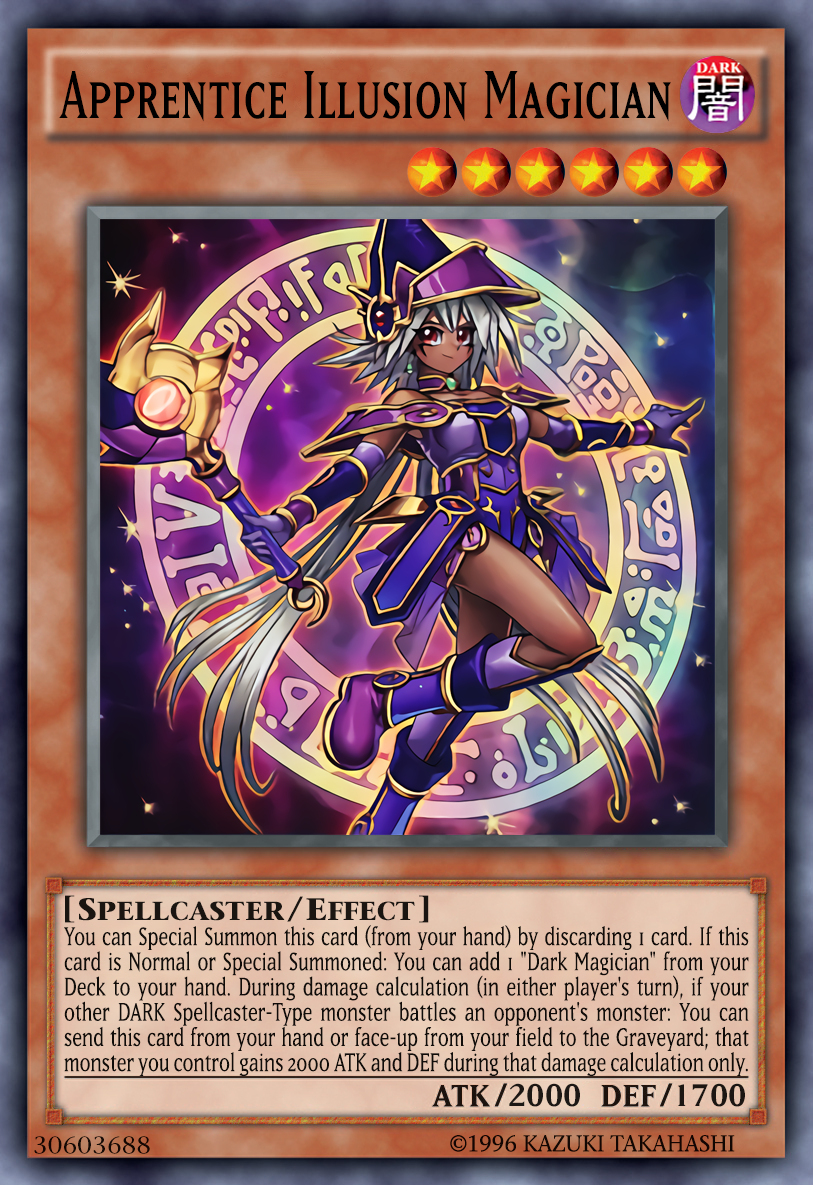 Apprentice Illusion Magician
DARK
闇
[Spellcaster/Effect]
You can Special Summon this card (from your hand) by discarding 1 card. If this
card is Normal or Special Summoned: You can add 1 "Dark Magician" from your
Deck to your hand. During damage calculation (in either player's turn), if your
other DARK Spellcaster-Type monster battles an opponent's monster: You can
send this card from your hand or face-up from your field to the Graveyard; that
monster you control gains 2000 ATK and DEF during that damage calculation only.
ATK/2000 DEF/1700
30603688
©1996 KAZUKI TAKAHASHI